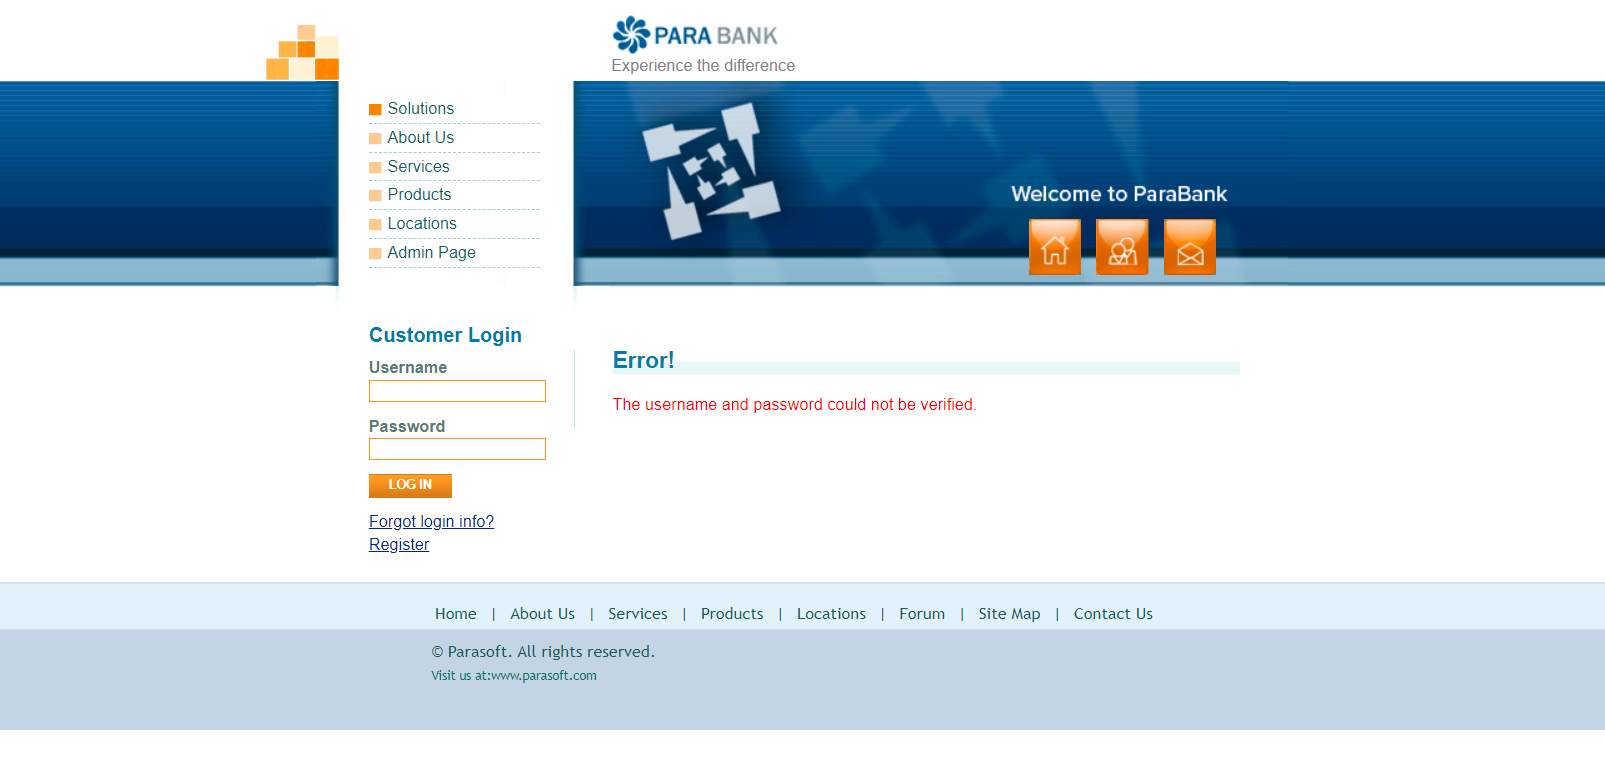 PARA BANK
Experience the difference
Solutions
About Us
Services
Products
Locations
Admin Page
Welcome to ParaBank
Customer Login
Username
Password
LOG IN
Forgot login info?
Register
Error!
The username and password could not be verified.
Home | About Us | Services | Products | Locations | Forum | Site Map | Contact Us
© Parasoft. All rights reserved.
Visit us at:www.parasoft.com